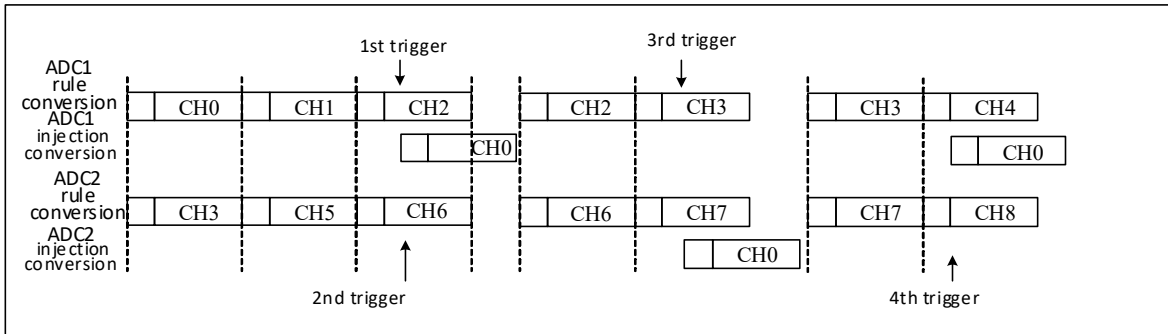 1st trigger
3rd trigger
ADC1
rule
conversion
CH0 CH1 CH2 CH2 CH3 CH3 CH4
ADC1
injection
conversion
CH0 CH0
ADC2
rule
conversion
CH3 CH5 CH6 CH6 CH7 CH7 CH8
ADC2
injection
conversion
CH0
2nd trigger
4th trigger